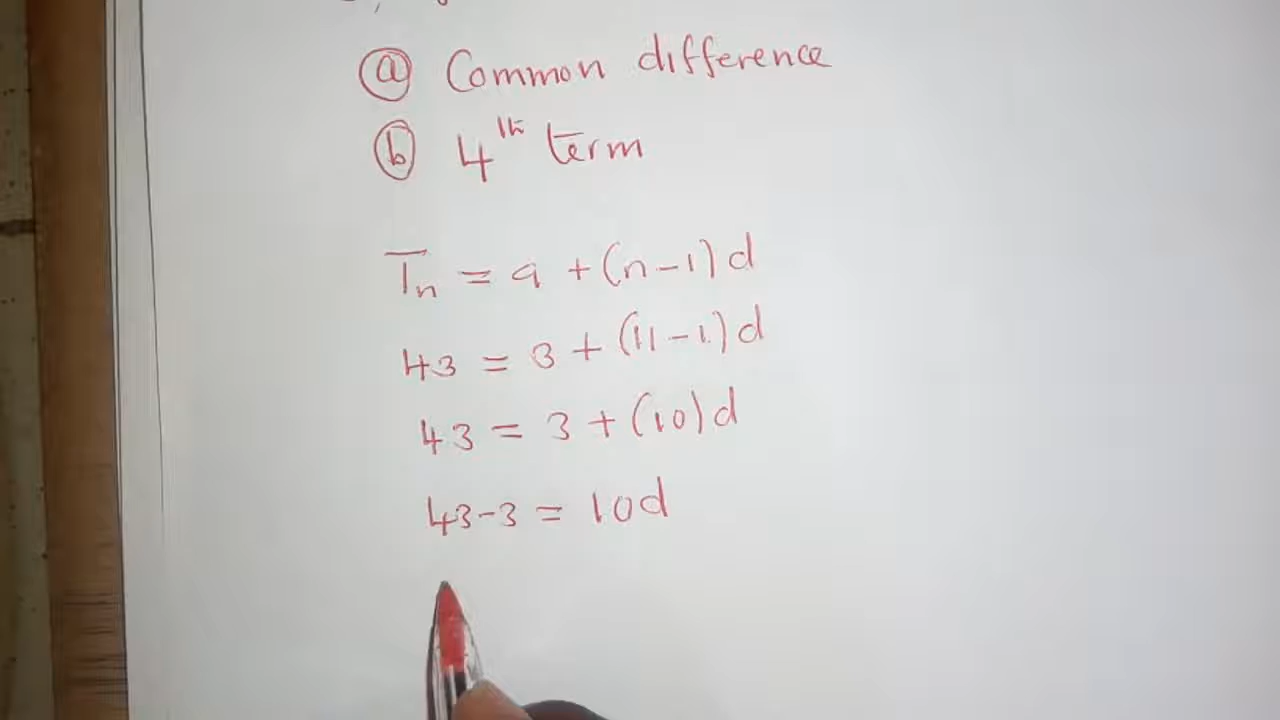 ⓐ Common difference
ⓑ 4th term
Tn = a + (n-1)d
43 = 3 + (11-1)d
43 = 3 + (10)d
43-3 = 10d